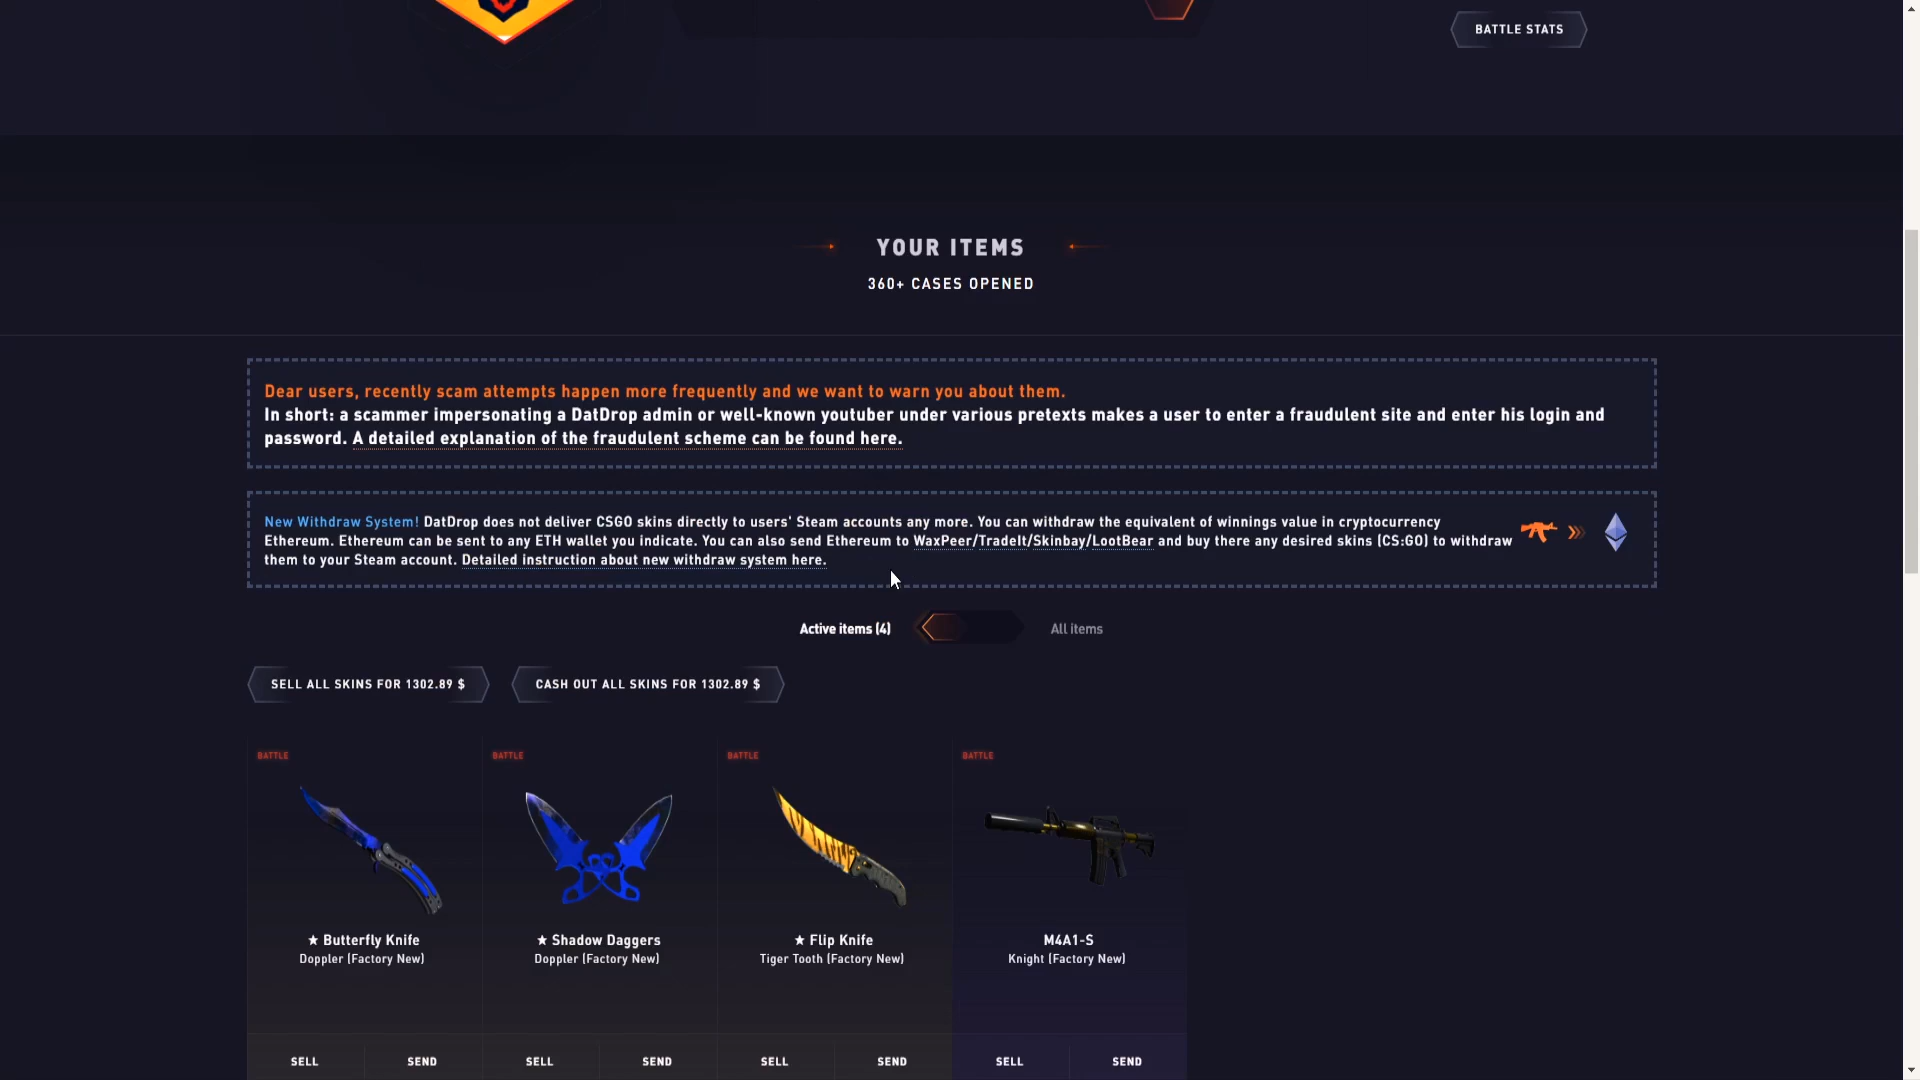 BATTLE STATS
YOUR ITEMS
360+ CASES OPENED
Dear users, recently scam attempts happen more frequently and we want to warn you about them.
In short: a scammer impersonating a DatDrop admin or well-known youtuber under various pretexts makes a user to enter a fraudulent site and enter his login and
password. A detailed explanation of the fraudulent scheme can be found here.
New Withdraw System! DatDrop does not deliver CSGO skins directly to users' Steam accounts any more. You can withdraw the equivalent of winnings value in cryptocurrency
Ethereum. Ethereum can be sent to any ETH wallet you indicate. You can also send Ethereum to WaxPeer/TradeIt/Skinbay/LootBear and buy there any desired skins (CS:GO) to withdraw
them to your Steam account. Detailed instruction about new withdraw system here.
Active items (4) All items
SELL ALL SKINS FOR 1302.89 $ CASH OUT ALL SKINS FOR 1302.89 $
BATTLE BATTLE BATTLE BATTLE
★ Butterfly Knife ★ Shadow Daggers ★ Flip Knife M4A1-S
Doppler (Factory New) Doppler (Factory New) Tiger Tooth (Factory New) Knight (Factory New)
SELL SEND SELL SEND SELL SEND SELL SEND